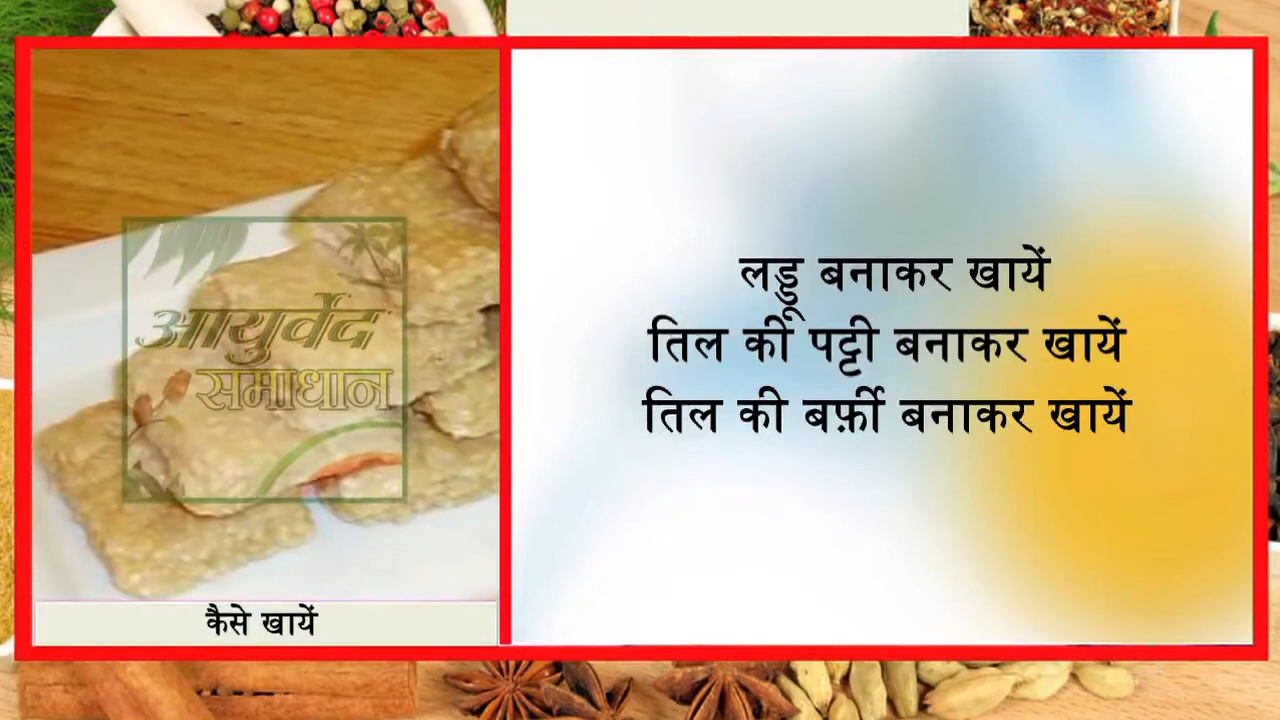 आयुर्वेद
समाधान
कैसे खायें
लड्डू बनाकर खायें
तिल की पट्टी बनाकर खायें
तिल की बर्फ़ी बनाकर खायें